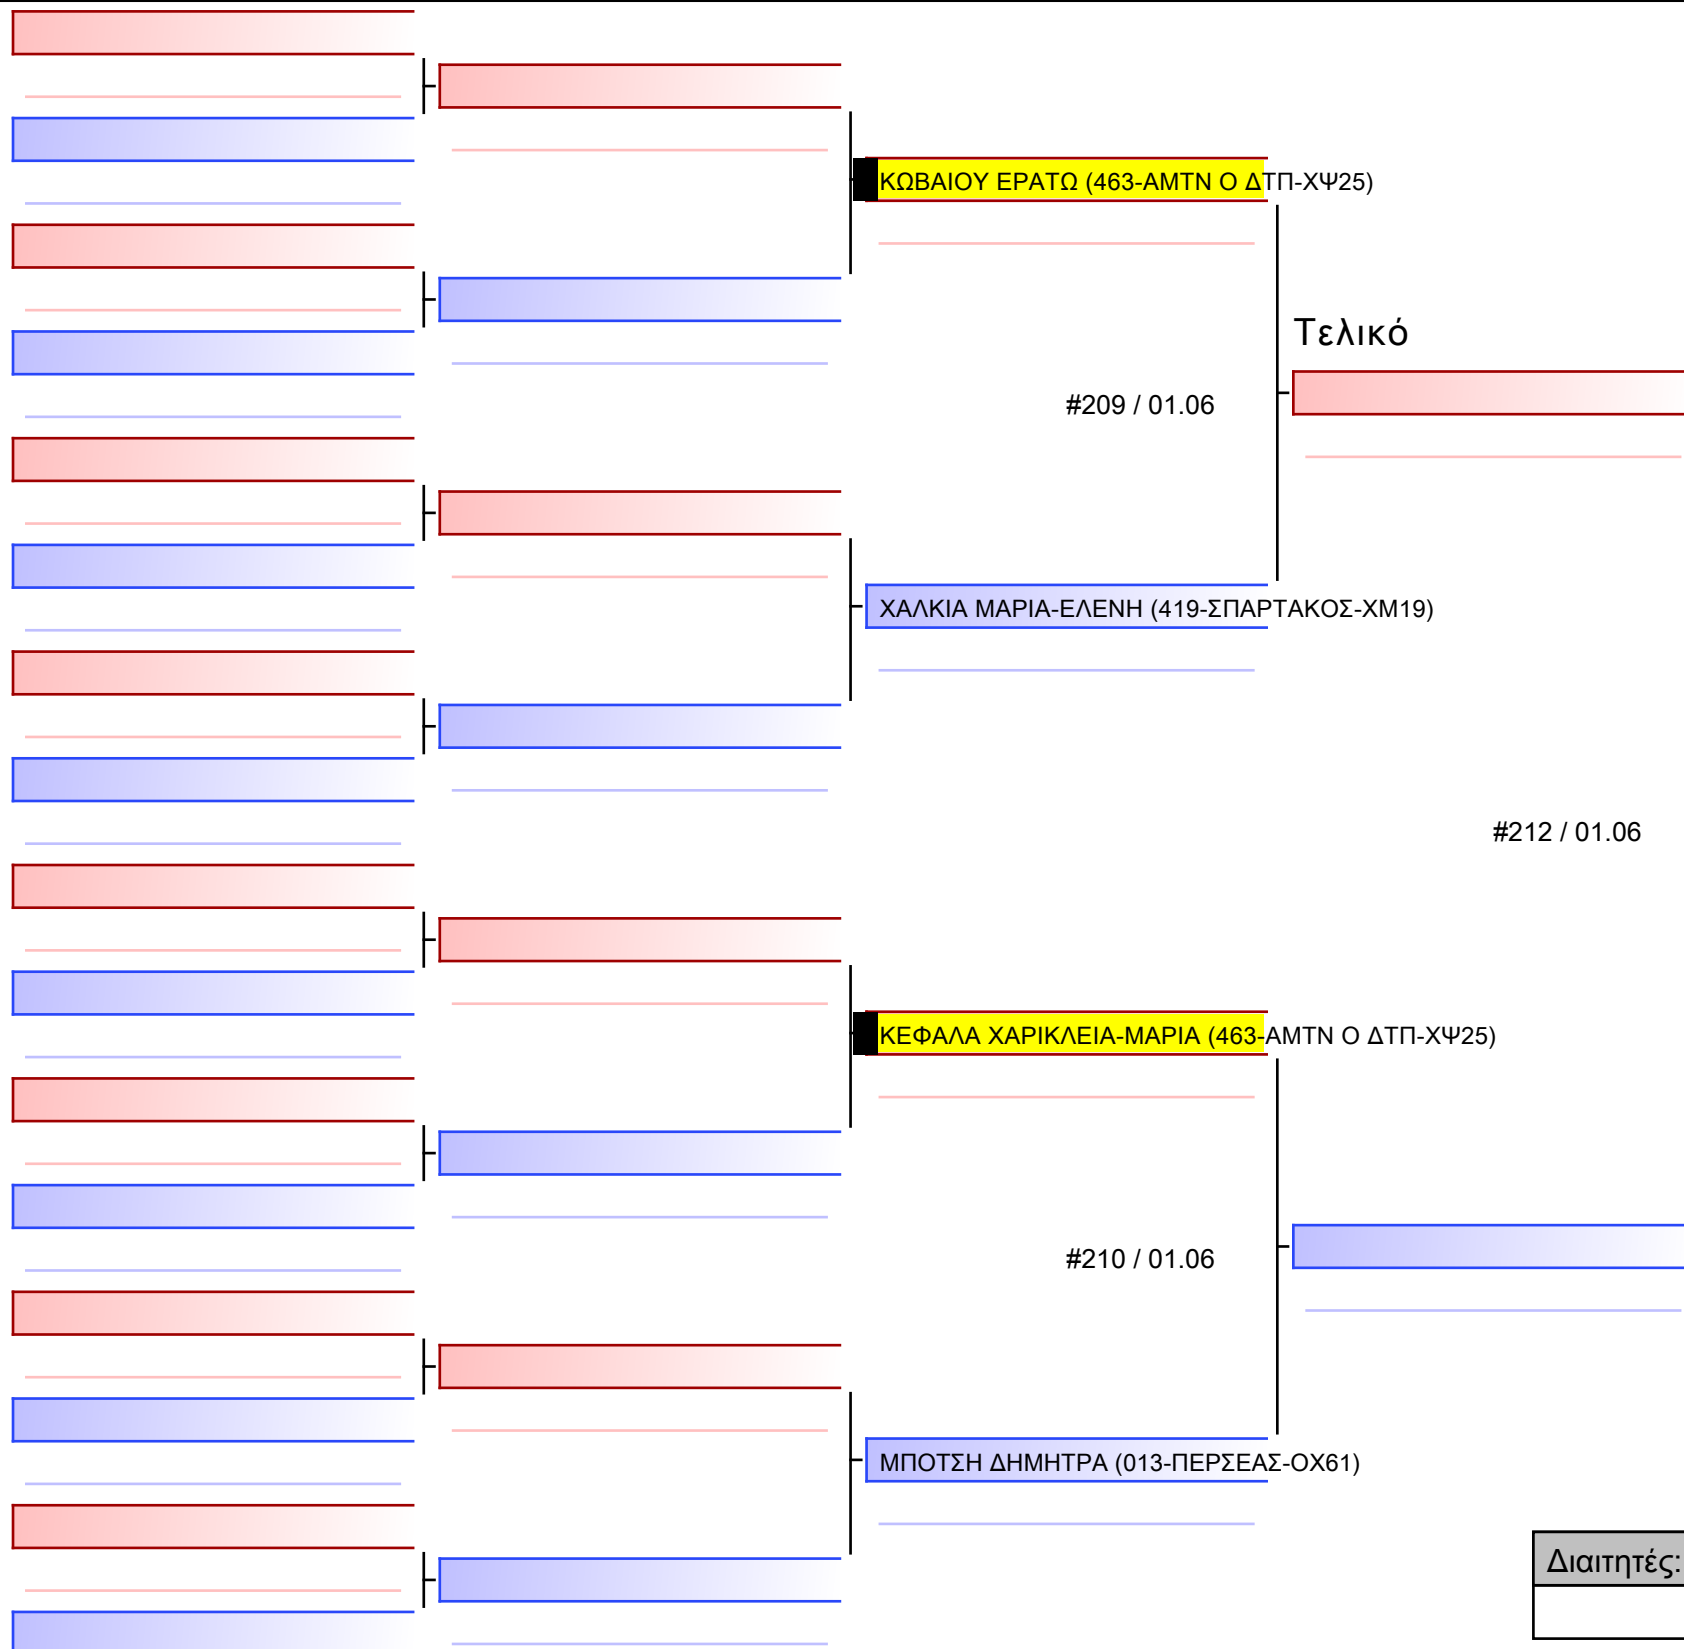 ΚΩΒΑΙΟΥ ΕΡΑΤΩ (463-ΑΜΤΝ Ο ΔΤΠ-ΧΨ25)
Τελικό
#209 / 01.06
ΧΑΛΚΙΑ ΜΑΡΙΑ-ΕΛΕΝΗ (419-ΣΠΑΡΤΑΚΟΣ-ΧΜ19)
#212 / 01.06
ΚΕΦΑΛΑ ΧΑΡΙΚΛΕΙΑ-ΜΑΡΙΑ (463-ΑΜΤΝ Ο ΔΤΠ-ΧΨ25)
#210 / 01.06
ΜΠΟΤΣΗ ΔΗΜΗΤΡΑ (013-ΠΕΡΣΕΑΣ-ΟΧ61)
Διαιτητές: